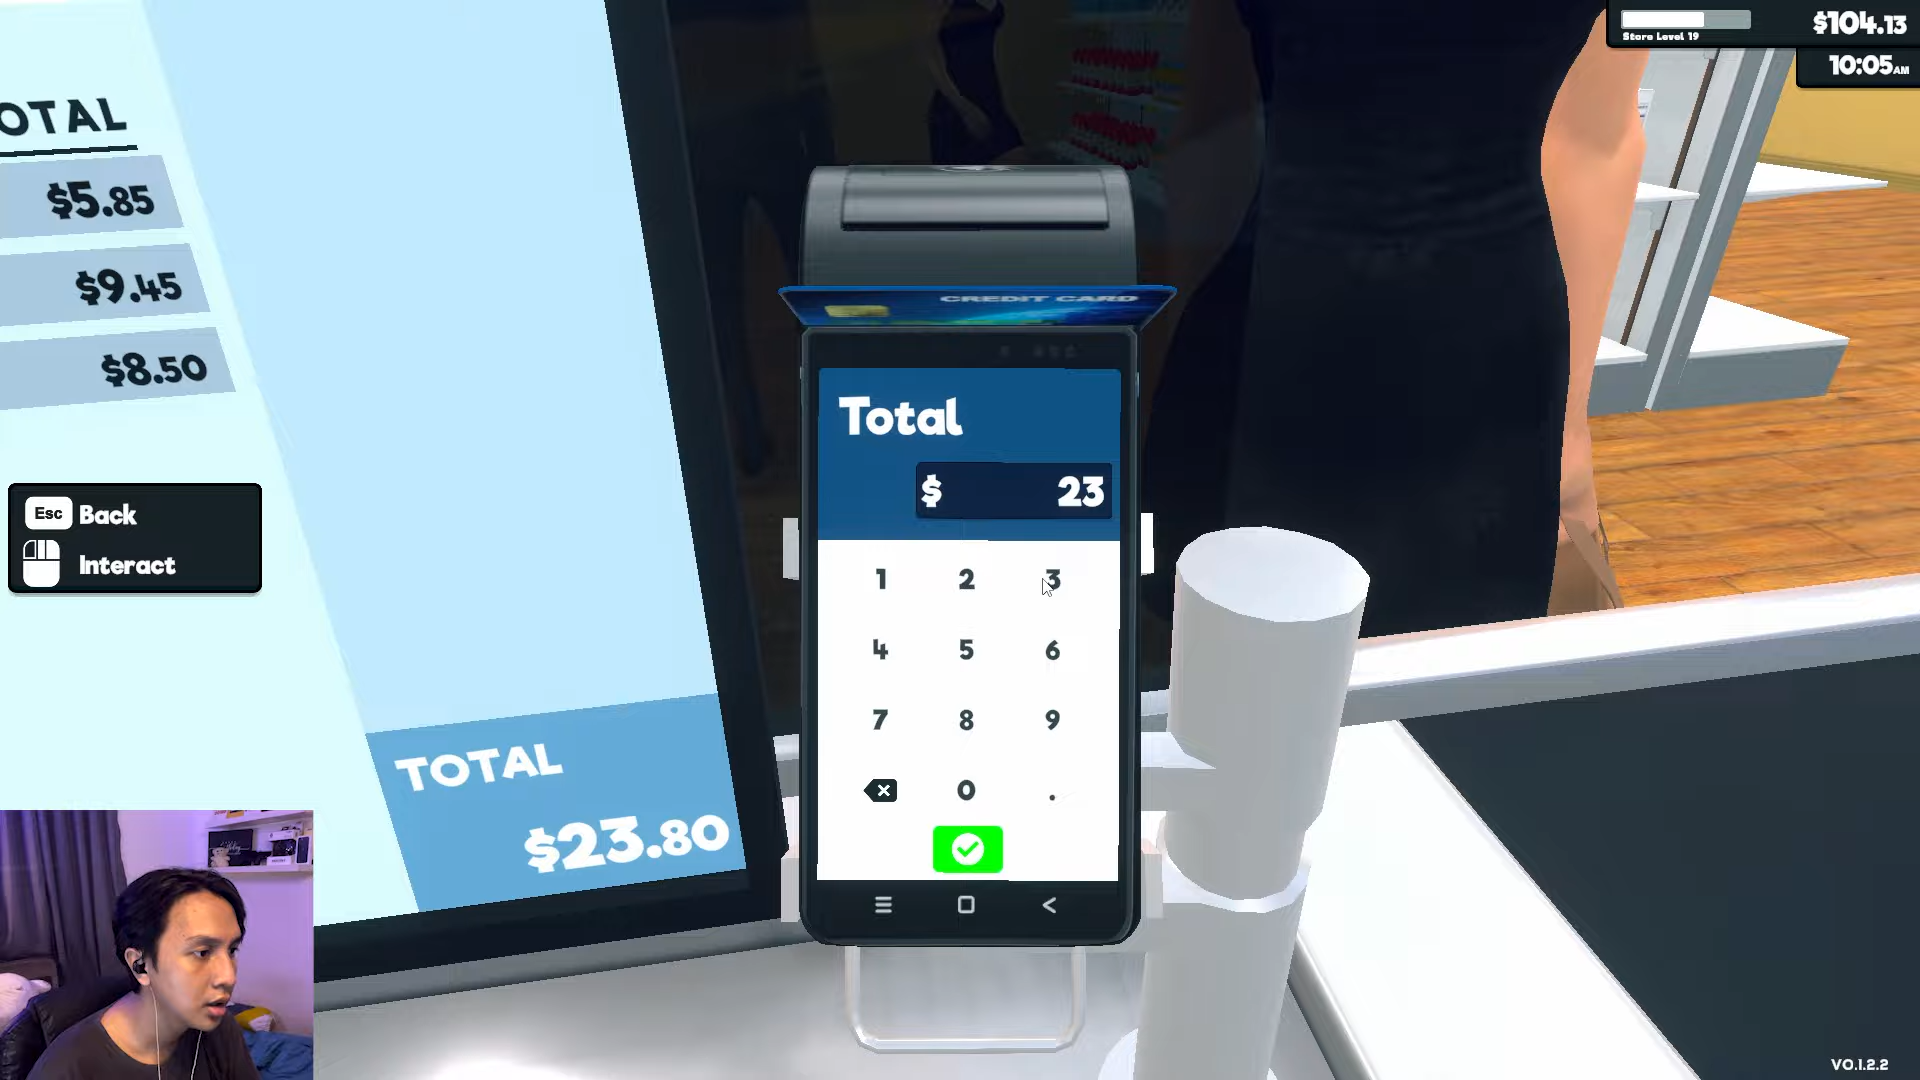 $104.13
Store Level 19
10:05AM
OTAL
$5.85
$9.45
$8.50
CREDIT CARD
Total
$ 23
1 2 3
4 5 6
7 8 9
0 .
Esc Back
Interact
TOTAL
$23.80
V0.1.2.2